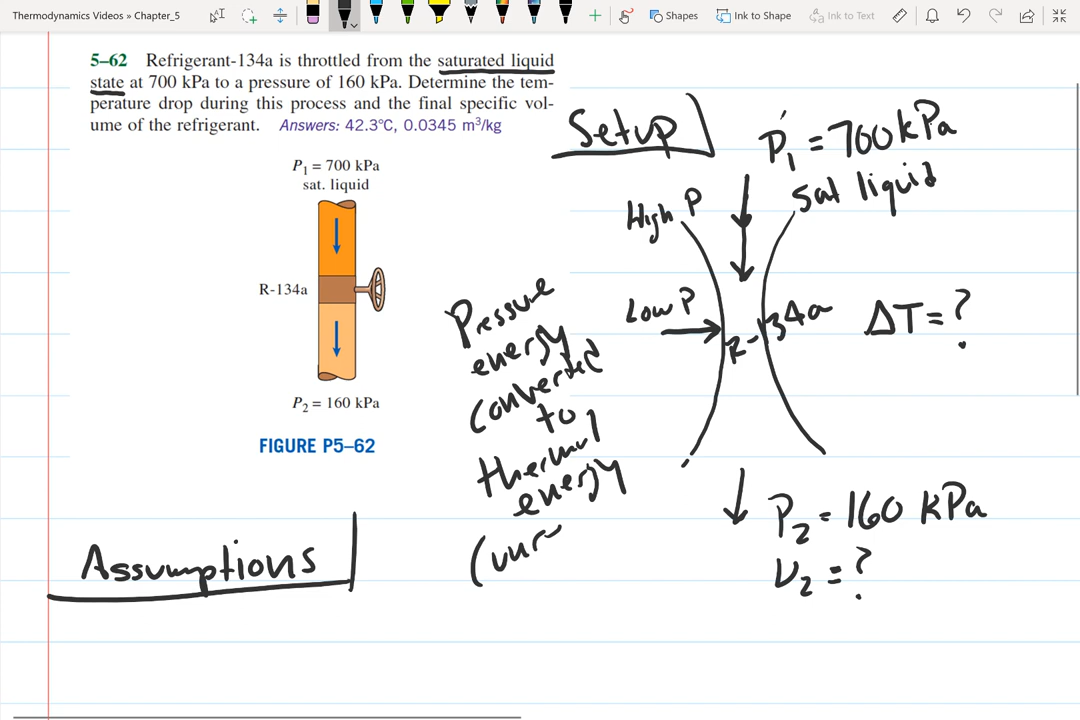 Thermodynamics Videos » Chapter_5
Shapes
Ink to Shape
Ink to Text
5–62 Refrigerant-134a is throttled from the saturated liquid
state at 700 kPa to a pressure of 160 kPa. Determine the tem-
perature drop during this process and the final specific vol-
ume of the refrigerant. Answers: 42.3°C, 0.0345 m³/kg
P₁ = 700 kPa
sat. liquid
R-134a
P₂ = 160 kPa
FIGURE P5–62
Setup
P₁ = 700 kPa
sat liquid
High P
Low P
R-134a
ΔT = ?
Pressure
energy
converted
to
thermal
energy
P₂ = 160 kPa
ν₂ = ?
Assumptions